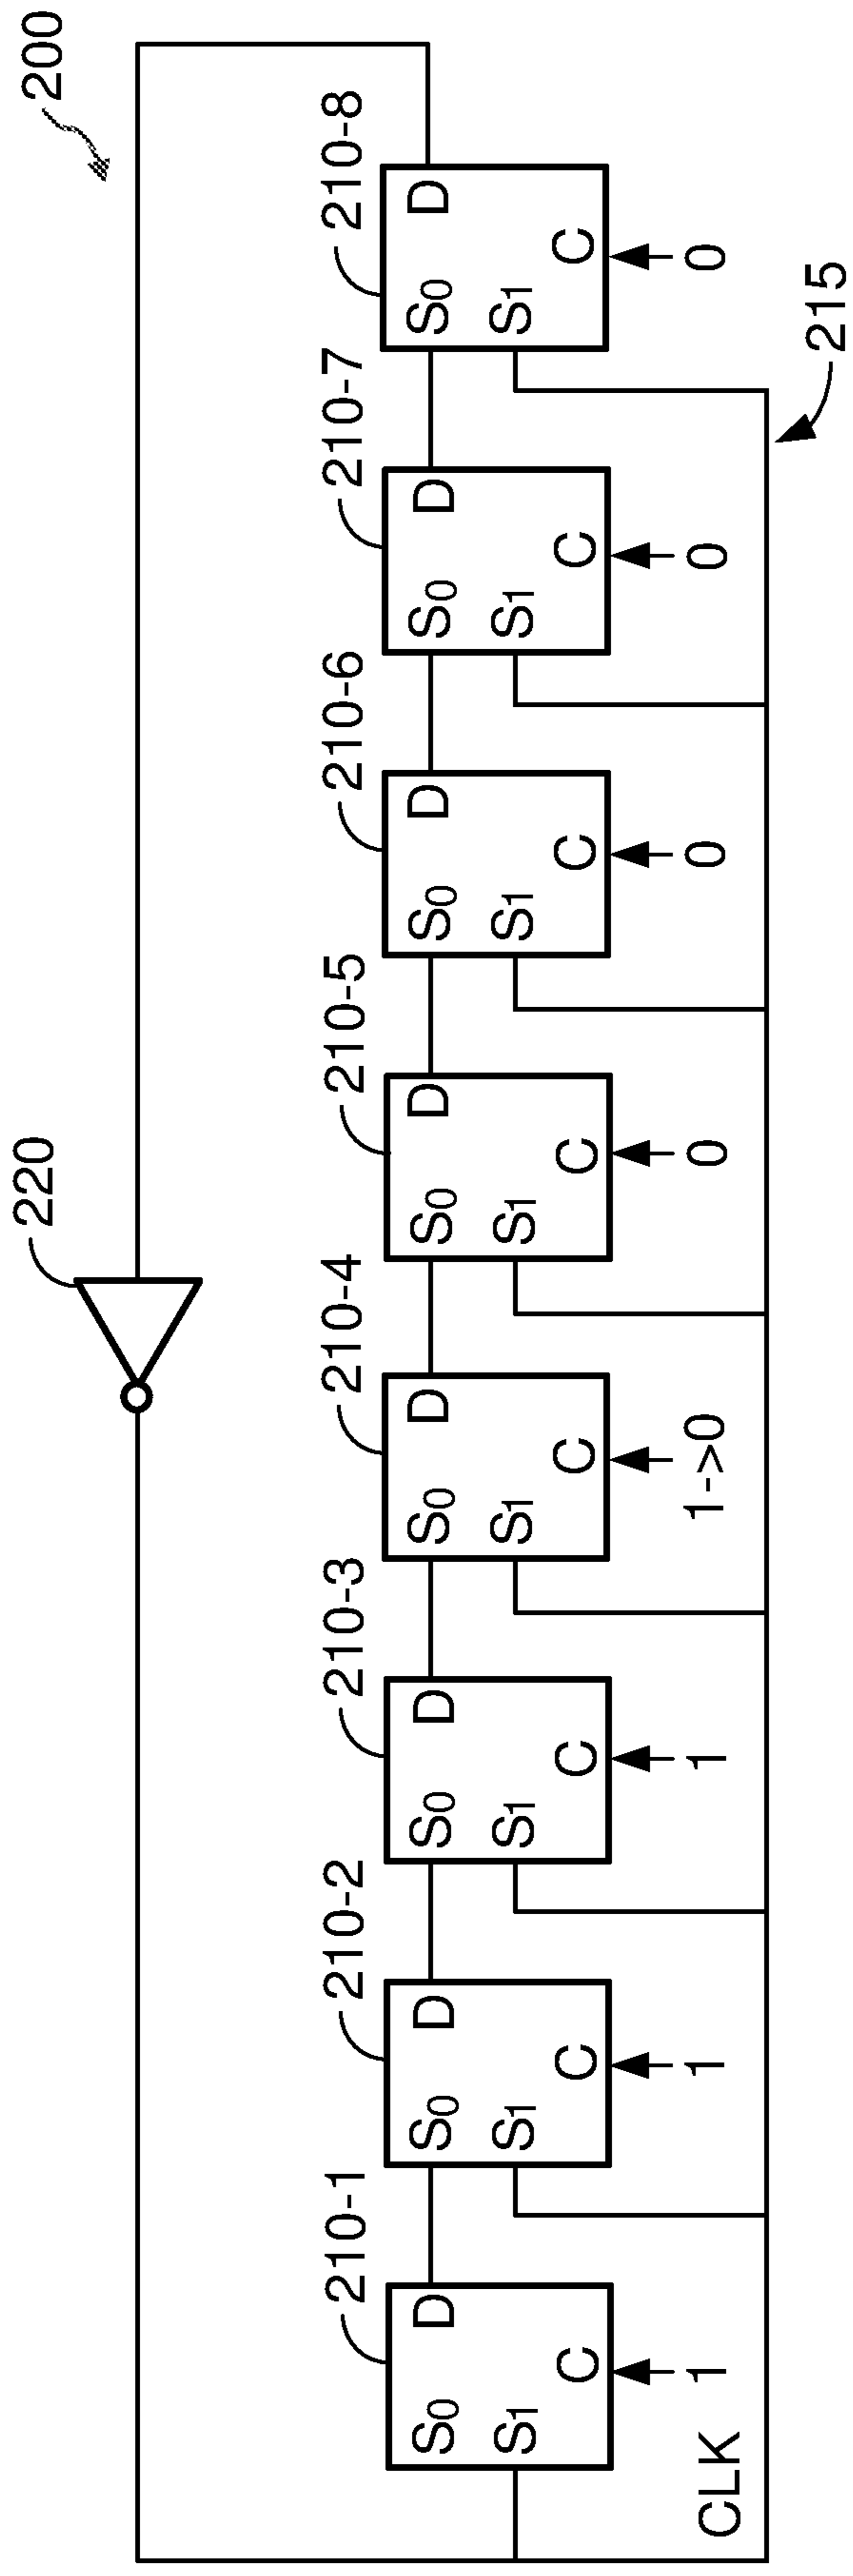 200
220
210-1
210-2
210-3
210-4
210-5
210-6
210-7
210-8
S0 D
S1 C
S0 D
S1 C
S0 D
S1 C
S0 D
S1 C
S0 D
S1 C
S0 D
S1 C
S0 D
S1 C
S0 D
S1 C
1
1
1
1->0
0
0
0
0
CLK
215